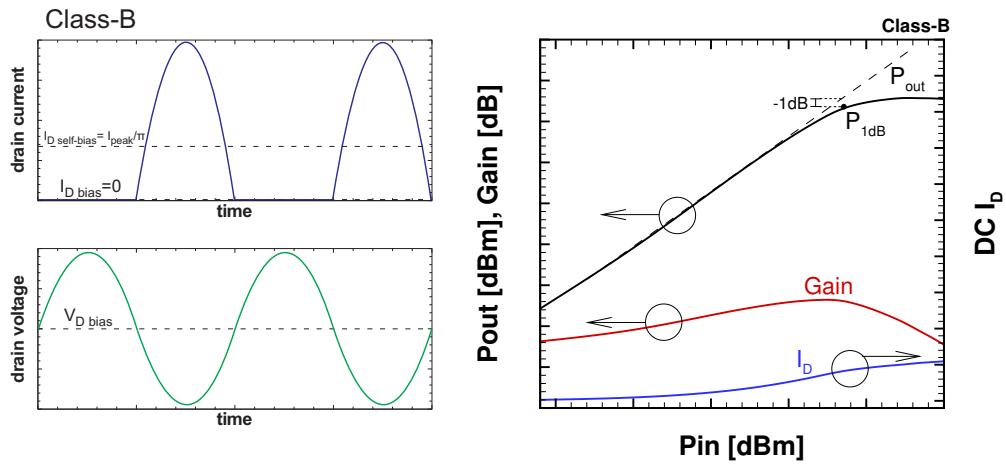 Class-B
drain current
I_D self-bias= I_peak/π
I_D bias=0
time
drain voltage
V_D bias
time
Class-B
Pout [dBm], Gain [dB]
-1dB
P_out
P_1dB
Gain
I_D
DC I_D
Pin [dBm]